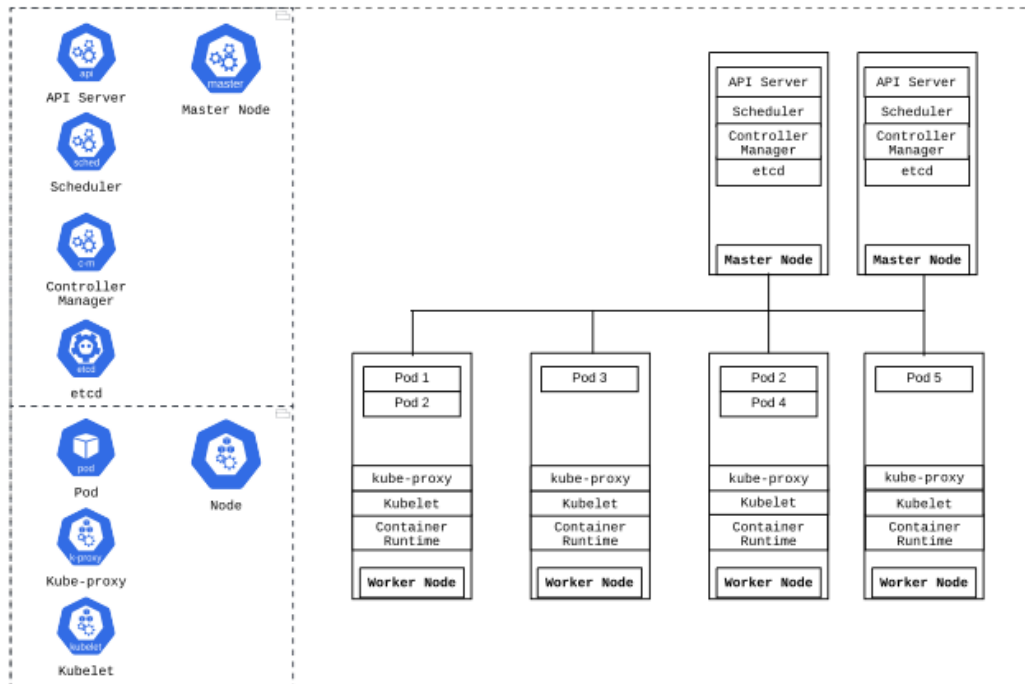 api
API Server
master
Master Node
sched
Scheduler
c-m
Controller
Manager
etcd
etcd
pod
Pod
Node
k-proxy
Kube-proxy
kubelet
Kubelet
API Server
Scheduler
Controller
Manager
etcd
Master Node
API Server
Scheduler
Controller
Manager
etcd
Master Node
Pod 1
Pod 2
kube-proxy
Kubelet
Container
Runtime
Worker Node
Pod 3
kube-proxy
Kubelet
Container
Runtime
Worker Node
Pod 2
Pod 4
kube-proxy
Kubelet
Container
Runtime
Worker Node
Pod 5
kube-proxy
Kubelet
Container
Runtime
Worker Node